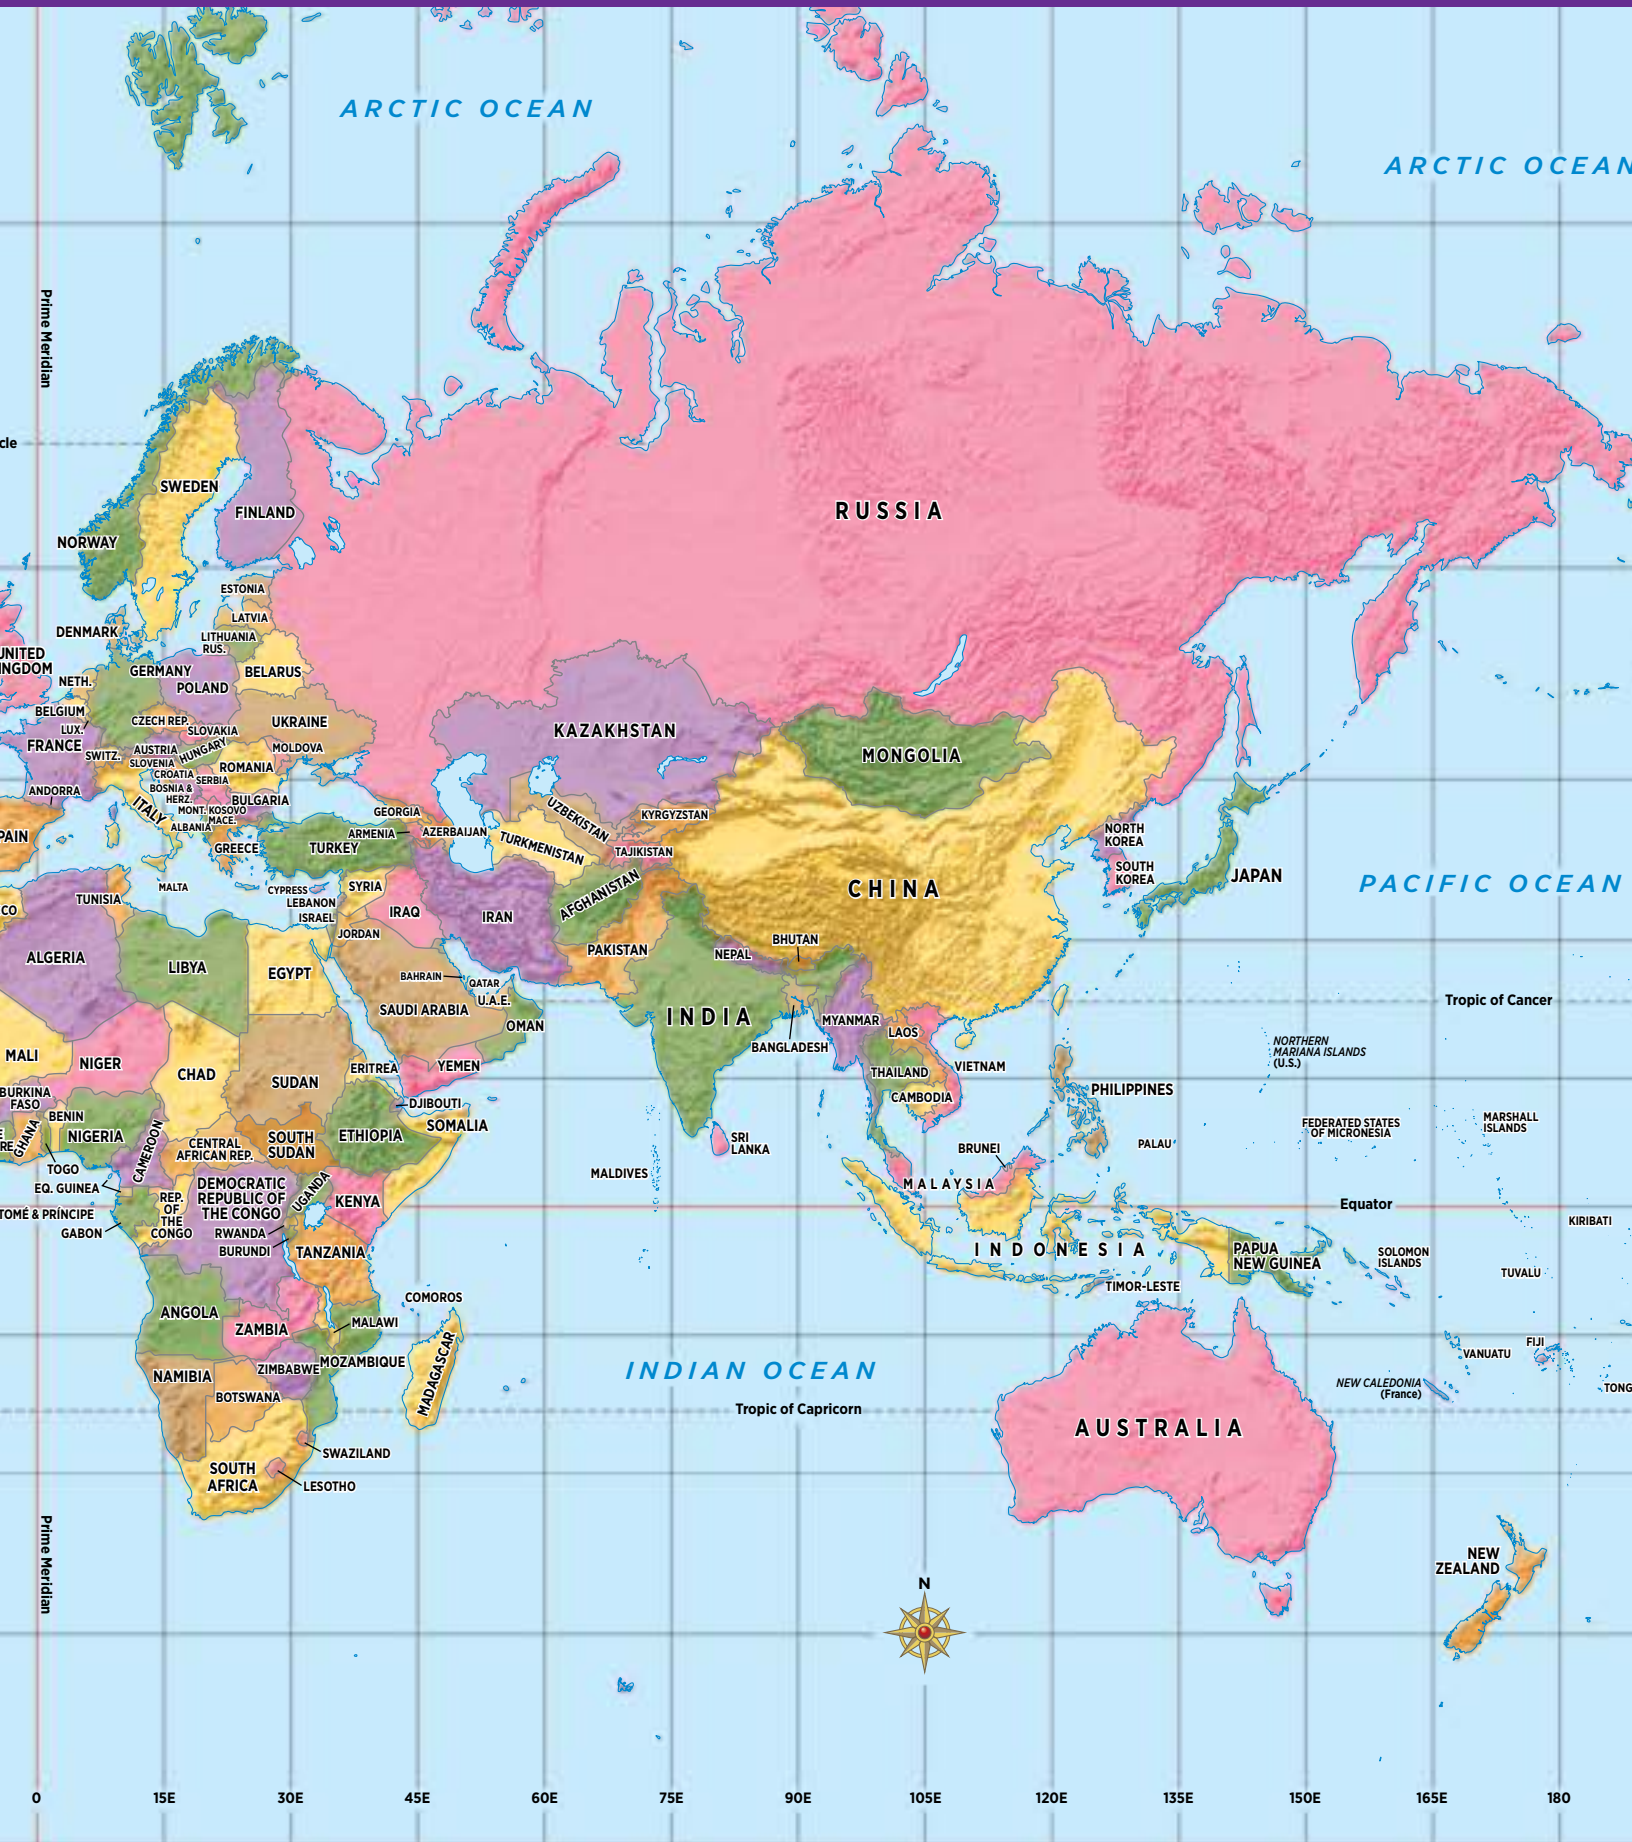 ARCTIC OCEAN
ARCTIC OCEAN
Prime Meridian
cle
RUSSIA
SWEDEN
FINLAND
NORWAY
ESTONIA
LATVIA
DENMARK
LITHUANIA
RUS.
UNITED
INGDOM
GERMANY
BELARUS
NETH.
POLAND
BELGIUM
CZECH REP.
UKRAINE
LUX.
SLOVAKIA
FRANCE
SWITZ.
AUSTRIA
HUNGARY
MOLDOVA
SLOVENIA
ROMANIA
CROATIA
SERBIA
BOSNIA &
HERZ.
ANDORRA
ITALY
BULGARIA
MONT.
KOSOVO
MACE.
ALBANIA
PAIN
GREECE
TURKEY
GEORGIA
ARMENIA
AZERBAIJAN
KAZAKHSTAN
MONGOLIA
UZBEKISTAN
KYRGYZSTAN
TURKMENISTAN
TAJIKISTAN
NORTH
KOREA
SOUTH
KOREA
JAPAN
CHINA
PACIFIC OCEAN
MALTA
CYPRESS
SYRIA
LEBANON
ISRAEL
IRAQ
IRAN
AFGHANISTAN
JORDAN
PAKISTAN
NEPAL
BHUTAN
CO
TUNISIA
ALGERIA
LIBYA
EGYPT
BAHRAIN
QATAR
U.A.E.
SAUDI ARABIA
OMAN
INDIA
BANGLADESH
MYANMAR
LAOS
Tropic of Cancer
NORTHERN
MARIANA ISLANDS
(U.S.)
MALI
NIGER
CHAD
SUDAN
ERITREA
YEMEN
THAILAND
VIETNAM
CAMBODIA
PHILIPPINES
BURKINA
FASO
BENIN
GHANA
E
RE
NIGERIA
TOGO
CAMEROON
CENTRAL
AFRICAN REP.
SOUTH
SUDAN
ETHIOPIA
DJIBOUTI
SOMALIA
SRI
LANKA
MALDIVES
BRUNEI
PALAU
FEDERATED STATES
OF MICRONESIA
MARSHALL
ISLANDS
MALAYSIA
EQ. GUINEA
TOMÉ & PRÍNCIPE
GABON
REP.
OF
THE
CONGO
DEMOCRATIC
REPUBLIC OF
THE CONGO
UGANDA
KENYA
RWANDA
BURUNDI
TANZANIA
Equator
KIRIBATI
INDONESIA
PAPUA
NEW GUINEA
SOLOMON
ISLANDS
TUVALU
TIMOR-LESTE
COMOROS
ANGOLA
ZAMBIA
MALAWI
MOZAMBIQUE
ZIMBABWE
MADAGASCAR
NAMIBIA
BOTSWANA
INDIAN OCEAN
Tropic of Capricorn
FIJI
VANUATU
NEW CALEDONIA
(France)
TONG
AUSTRALIA
SWAZILAND
SOUTH
AFRICA
LESOTHO
Prime Meridian
NEW
ZEALAND
N
0 15E 30E 45E 60E 75E 90E 105E 120E 135E 150E 165E 180